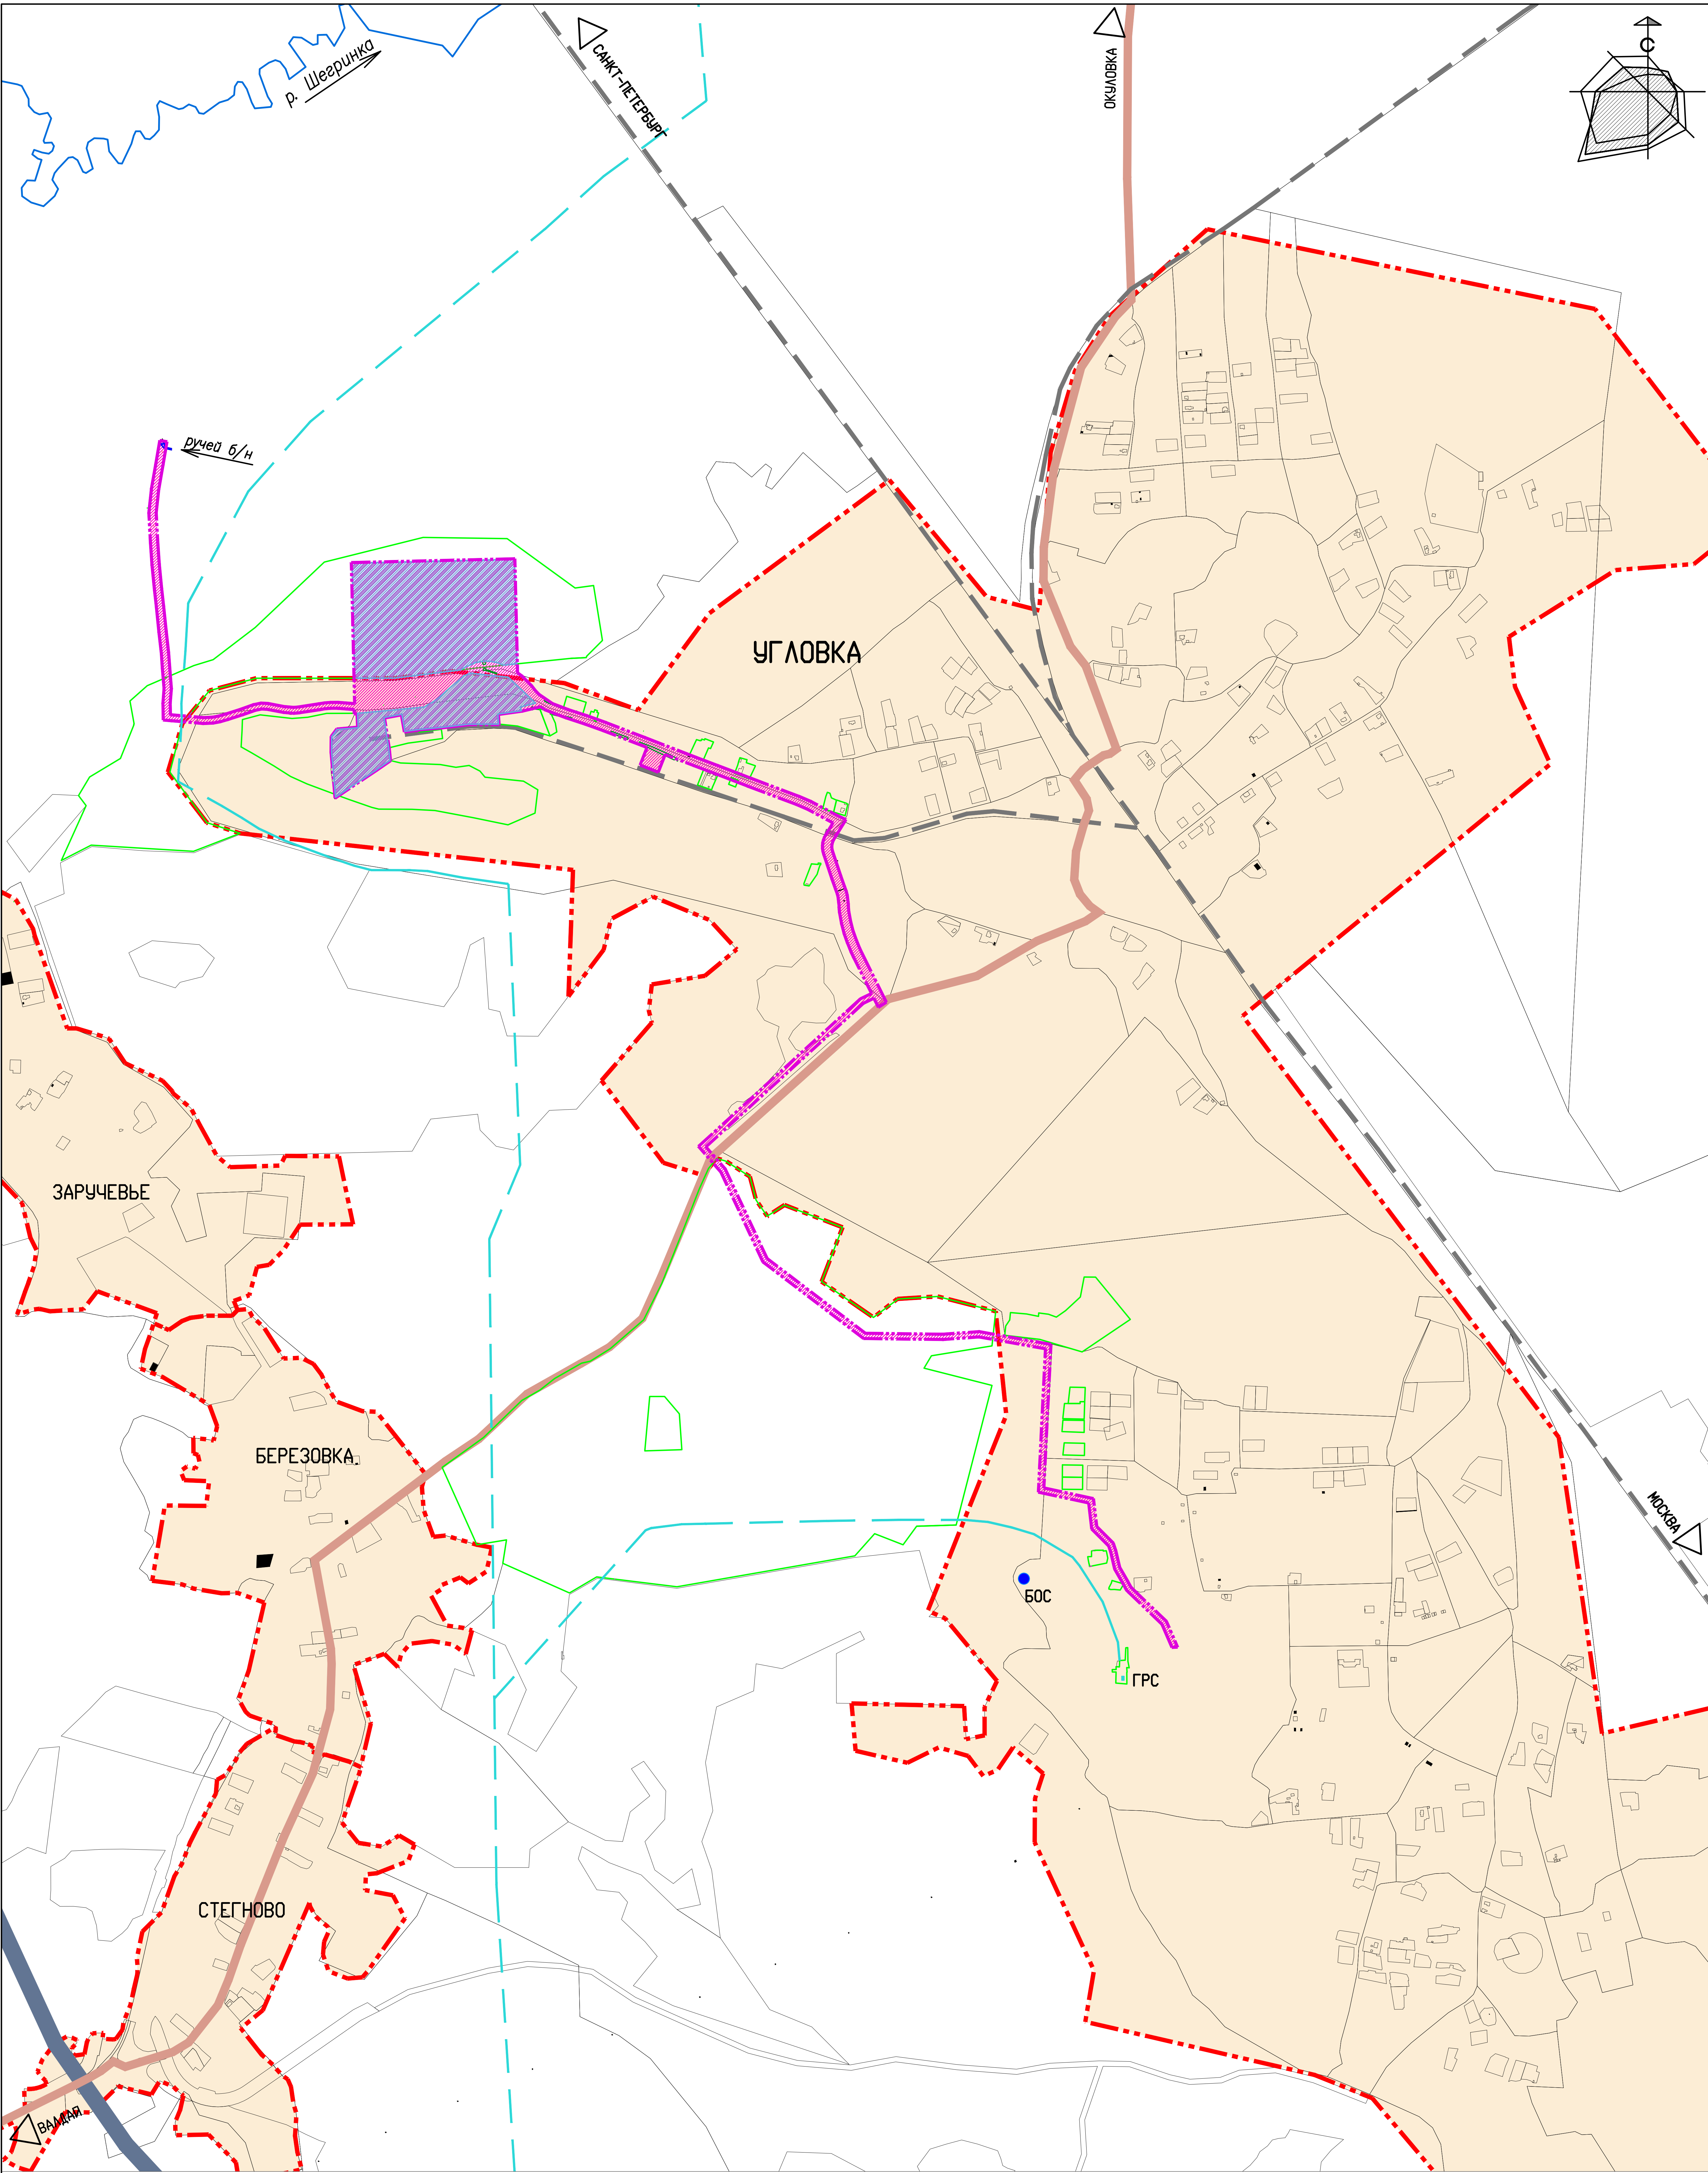 р. Шегринка
САНКТ-ПЕТЕРБУРГ
ОКУЛОВКА
С
ручей б/н
УГЛОВКА
ЗАРУЧЕВЬЕ
БЕРЕЗОВКА
МОСКВА
БОС
ГРС
СТЕГНОВО
ВАЛДАЙ